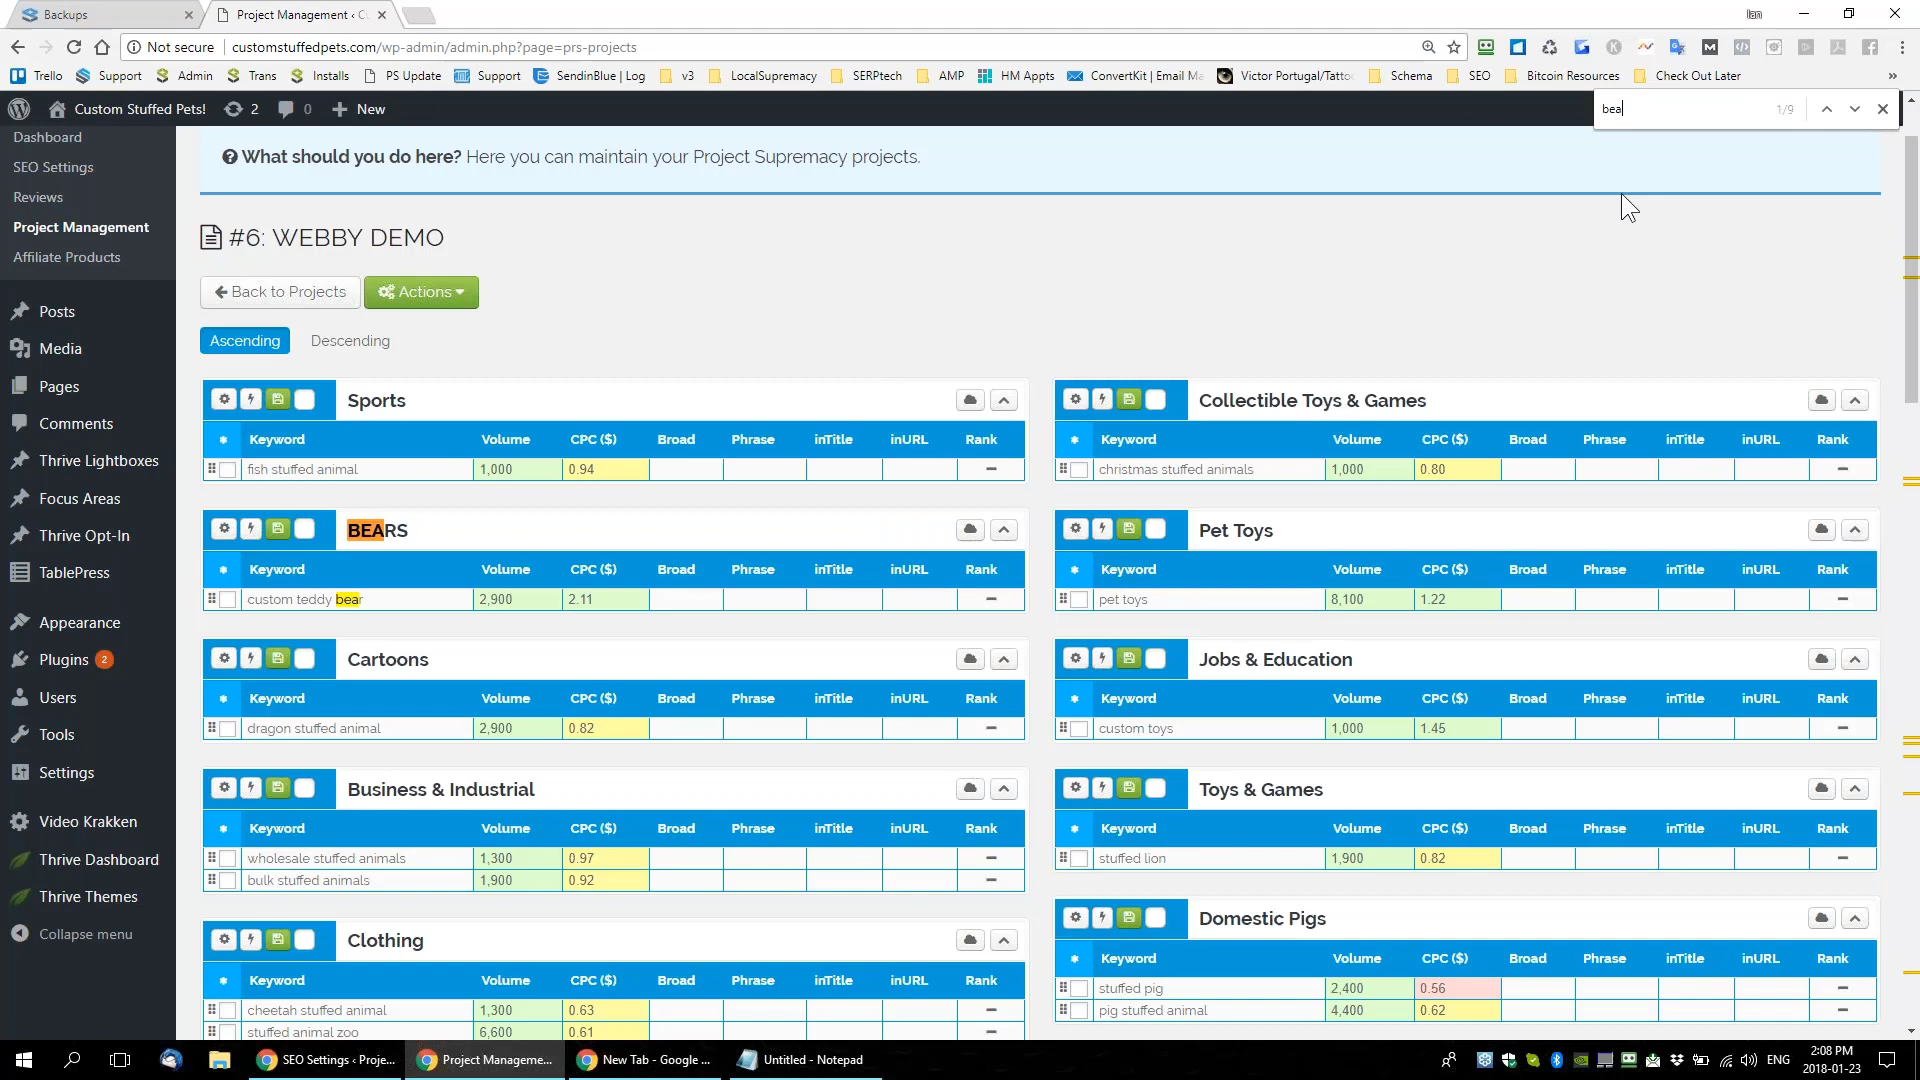 Backups
Project Management ‹ C
Ian
Not secure
customstuffedpets.com/wp-admin/admin.php?page=prs-projects
Trello
Support
Admin
Trans
Installs
PS Update
Support
SendinBlue | Log
v3
LocalSupremacy
SERPtech
AMP
HM Appts
ConvertKit | Email Ma
Victor Portugal/Tatto
Schema
SEO
Bitcoin Resources
Check Out Later
»
Custom Stuffed Pets!
2
0
New
bea
1/9
Dashboard
SEO Settings
Reviews
Project Management
Affiliate Products
Posts
Media
Pages
Comments
Thrive Lightboxes
Focus Areas
Thrive Opt-In
TablePress
Appearance
Plugins 2
Users
Tools
Settings
Video Krakken
Thrive Dashboard
Thrive Themes
Collapse menu
What should you do here? Here you can maintain your Project Supremacy projects.
#6: WEBBY DEMO
Back to Projects
Actions
Ascending
Descending
Sports
Keyword Volume CPC ($) Broad Phrase inTitle inURL Rank
fish stuffed animal 1,000 0.94
BEARS
Keyword Volume CPC ($) Broad Phrase inTitle inURL Rank
custom teddy bear 2,900 2.11
Cartoons
Keyword Volume CPC ($) Broad Phrase inTitle inURL Rank
dragon stuffed animal 2,900 0.82
Business & Industrial
Keyword Volume CPC ($) Broad Phrase inTitle inURL Rank
wholesale stuffed animals 1,300 0.97
bulk stuffed animals 1,900 0.92
Clothing
Keyword Volume CPC ($) Broad Phrase inTitle inURL Rank
cheetah stuffed animal 1,300 0.63
stuffed animal zoo 6,600 0.61
Collectible Toys & Games
Keyword Volume CPC ($) Broad Phrase inTitle inURL Rank
christmas stuffed animals 1,000 0.80
Pet Toys
Keyword Volume CPC ($) Broad Phrase inTitle inURL Rank
pet toys 8,100 1.22
Jobs & Education
Keyword Volume CPC ($) Broad Phrase inTitle inURL Rank
custom toys 1,000 1.45
Toys & Games
Keyword Volume CPC ($) Broad Phrase inTitle inURL Rank
stuffed lion 1,900 0.82
Domestic Pigs
Keyword Volume CPC ($) Broad Phrase inTitle inURL Rank
stuffed pig 2,400 0.56
pig stuffed animal 4,400 0.62
SEO Settings ‹ Proje...
Project Manageme...
New Tab - Google ...
Untitled - Notepad
ENG
2:08 PM
2018-01-23